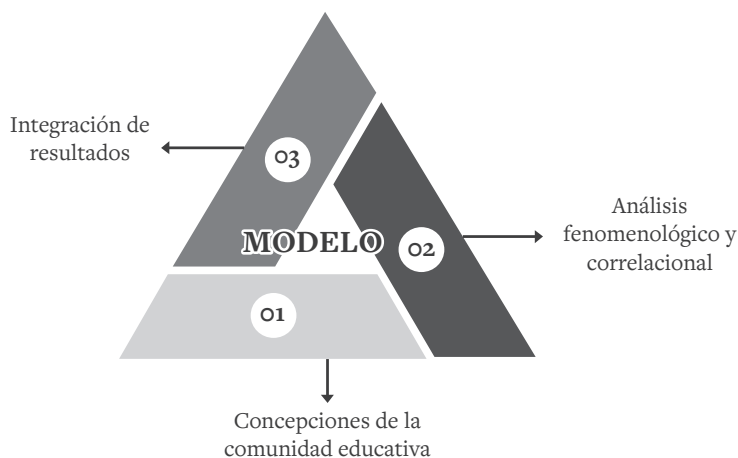 Integración de
resultados
03
MODELO
02
Análisis
fenomenológico y
correlacional
01
Concepciones de la
comunidad educativa